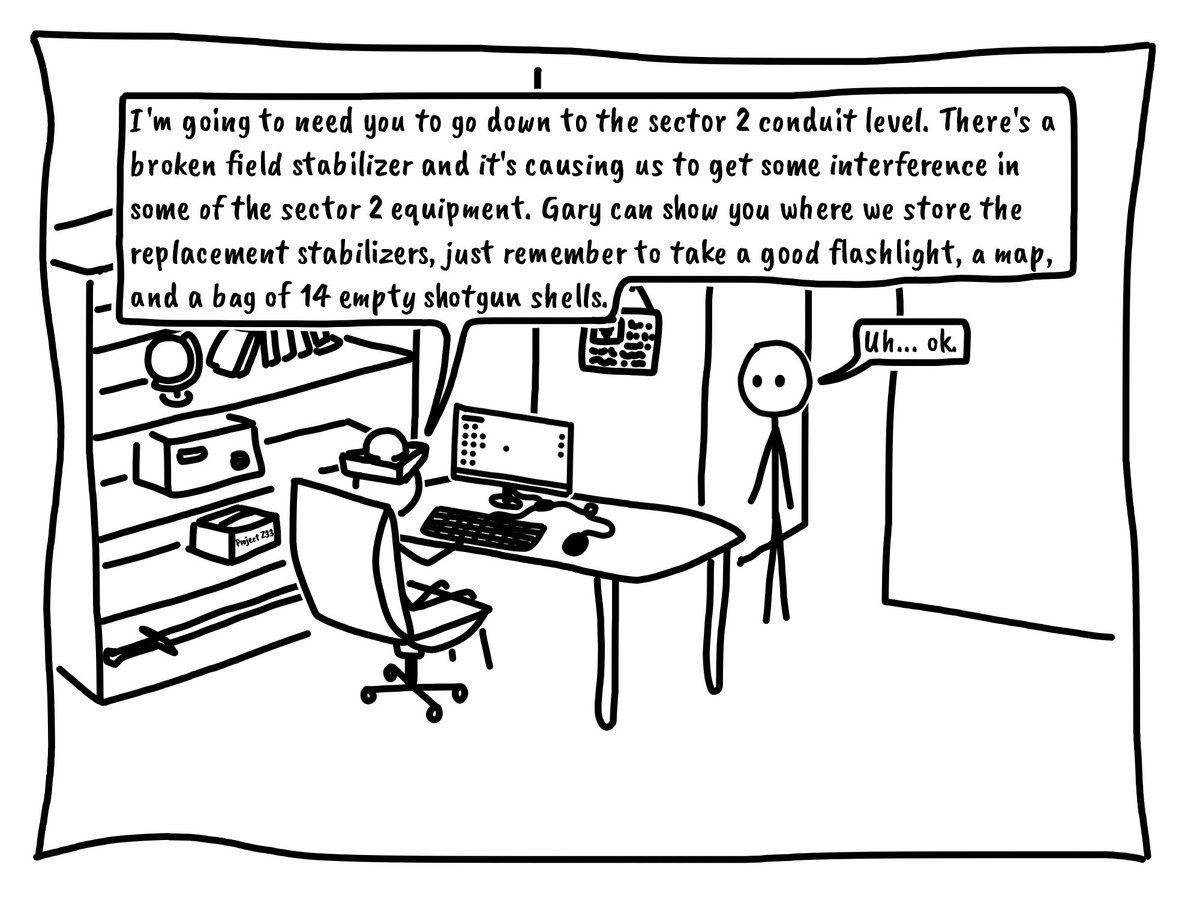 I'm going to need you to go down to the sector 2 conduit level. There's a
broken field stabilizer and it's causing us to get some interference in
some of the sector 2 equipment. Gary can show you where we store the
replacement stabilizers, just remember to take a good flashlight, a map,
and a bag of 14 empty shotgun shells.
Uh... ok.
Project Z33